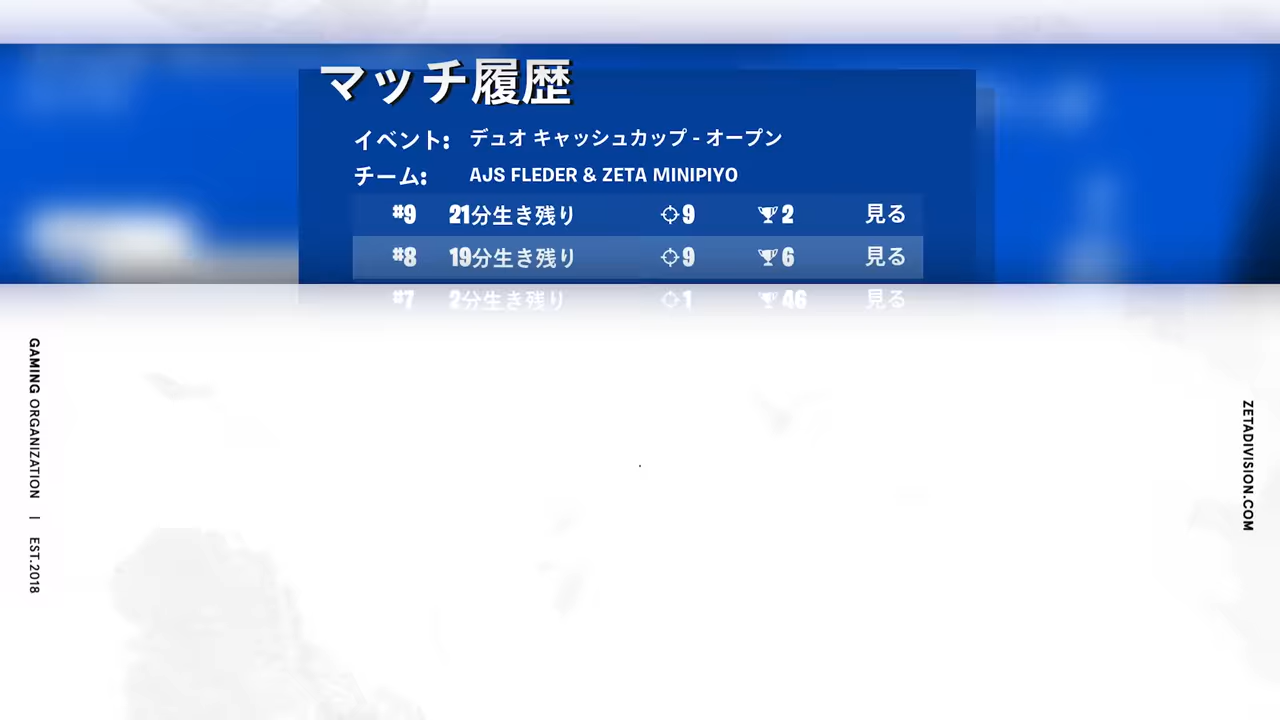 マッチ履歴
イベント: デュオ キャッシュカップ - オープン
チーム: AJS FLEDER & ZETA MINIPIYO
#9 21分生き残り 9 2 見る
#8 19分生き残り 9 6 見る
#7 2分生き残り 1 46 見る
GAMING ORGANIZATION | EST.2018
ZETADIVISION.COM